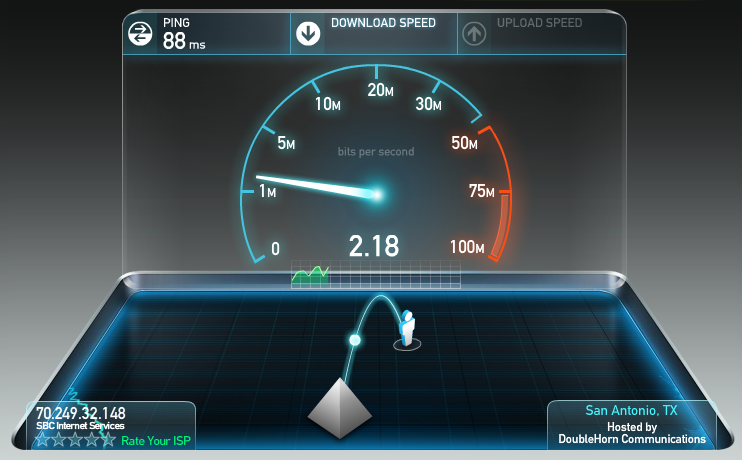 PING
88 ms
DOWNLOAD SPEED
UPLOAD SPEED
20M
10M
30M
5M
50M
bits per second
1M
75M
0
2.18
100M
70.249.32.148
SBC Internet Services
Rate Your ISP
San Antonio, TX
Hosted by
DoubleHorn Communications